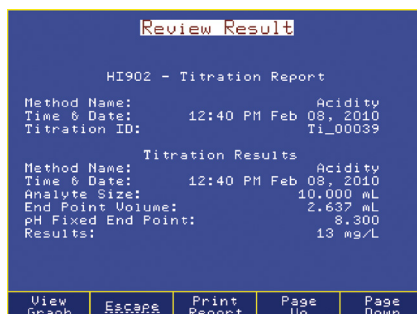 Review Result
HI902 - Titration Report
Method Name: Acidity
Time & Date: 12:40 PM Feb 08, 2010
Titration ID: Ti_00039
Titration Results
Method Name: Acidity
Time & Date: 12:40 PM Feb 08, 2010
Analyte Size: 10.000 mL
End Point Volume: 2.637 mL
pH Fixed End Point: 8.300
Results: 13 mg/L
View Graph Escape Print Report Page Up Page Down